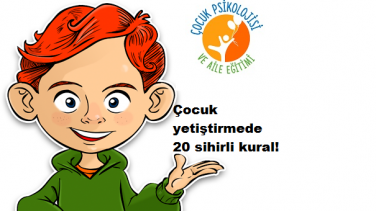 ÇOCUK PSİKOLOJİSİ
VE AİLE EĞİTİMİ
Çocuk
yetiştirmede
20 sihirli kural!